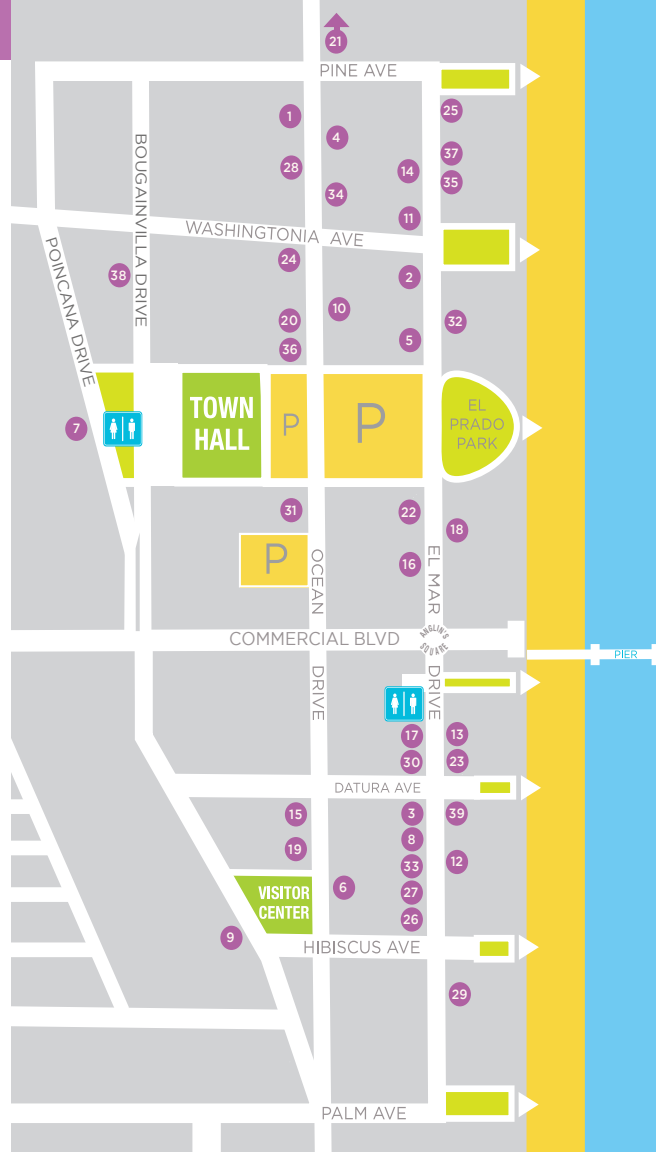 21
PINE AVE
25
1
4
37
28
14
35
34
11
BOUGAINVILLA DRIVE
WASHINGTONIA AVE
POINCANA DRIVE
24
38
2
10
20
32
36
5
TOWN
HALL
P
P
EL
PRADO
PARK
7
31
22
18
P
16
OCEAN
DRIVE
EL MAR
DRIVE
COMMERCIAL BLVD
ANGLIN'S
SQUARE
PIER
17
13
30
23
DATURA AVE
15
3
39
8
19
12
33
6
VISITOR
CENTER
27
26
9
HIBISCUS AVE
29
PALM AVE